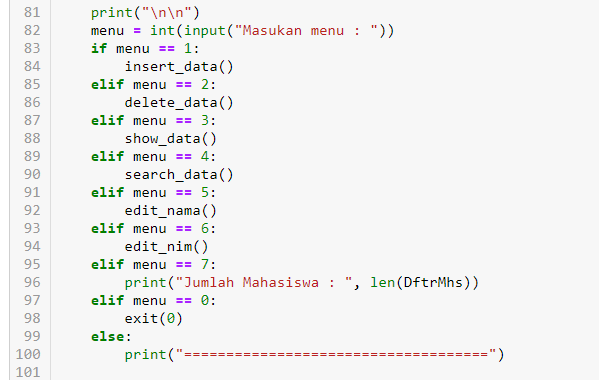 81     print("\n\n")
82     menu = int(input("Masukan menu : "))
83     if menu == 1:
84         insert_data()
85     elif menu == 2:
86         delete_data()
87     elif menu == 3:
88         show_data()
89     elif menu == 4:
90         search_data()
91     elif menu == 5:
92         edit_nama()
93     elif menu == 6:
94         edit_nim()
95     elif menu == 7:
96         print("Jumlah Mahasiswa : ", len(DftrMhs))
97     elif menu == 0:
98         exit(0)
99     else:
100         print("====================================")
101